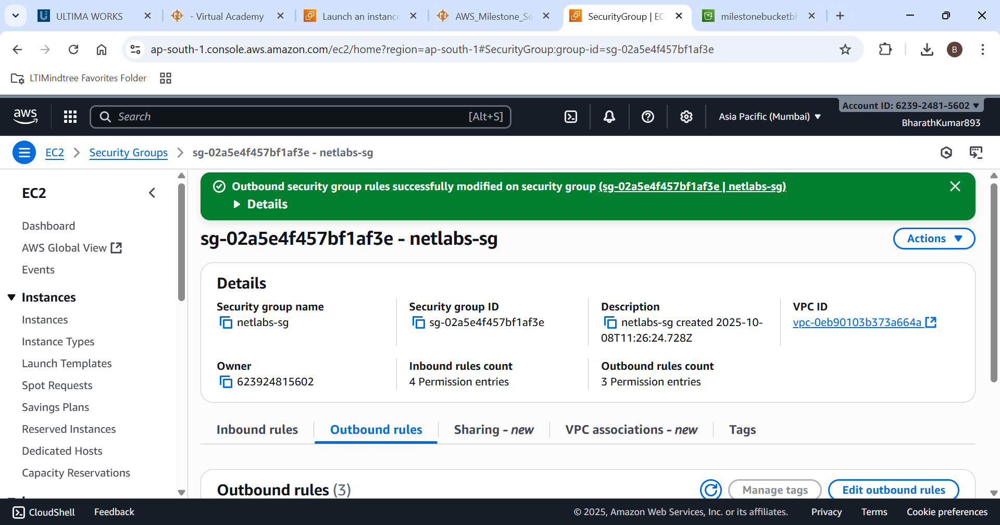 ULTIMA WORKS
- Virtual Academy
Launch an instance
AWS_Milestone_Se
SecurityGroup | EC
milestonebucketbh
ap-south-1.console.aws.amazon.com/ec2/home?region=ap-south-1#SecurityGroup:group-id=sg-02a5e4f457bf1af3e
B
LTIMindtree Favorites Folder
aws
Search
[Alt+S]
Asia Pacific (Mumbai)
Account ID: 6239-2481-5602
BharathKumar893
EC2
Security Groups
sg-02a5e4f457bf1af3e - netlabs-sg
EC2
Dashboard
AWS Global View
Events
Instances
Instances
Instance Types
Launch Templates
Spot Requests
Savings Plans
Reserved Instances
Dedicated Hosts
Capacity Reservations
Outbound security group rules successfully modified on security group (sg-02a5e4f457bf1af3e | netlabs-sg)
Details
sg-02a5e4f457bf1af3e - netlabs-sg
Actions
Details
Security group name
netlabs-sg
Security group ID
sg-02a5e4f457bf1af3e
Description
netlabs-sg created 2025-10-
08T11:26:24.728Z
VPC ID
vpc-0eb90103b373a664a
Owner
623924815602
Inbound rules count
4 Permission entries
Outbound rules count
3 Permission entries
Inbound rules
Outbound rules
Sharing - new
VPC associations - new
Tags
Outbound rules (3)
Manage tags
Edit outbound rules
CloudShell
Feedback
© 2025, Amazon Web Services, Inc. or its affiliates.
Privacy
Terms
Cookie preferences